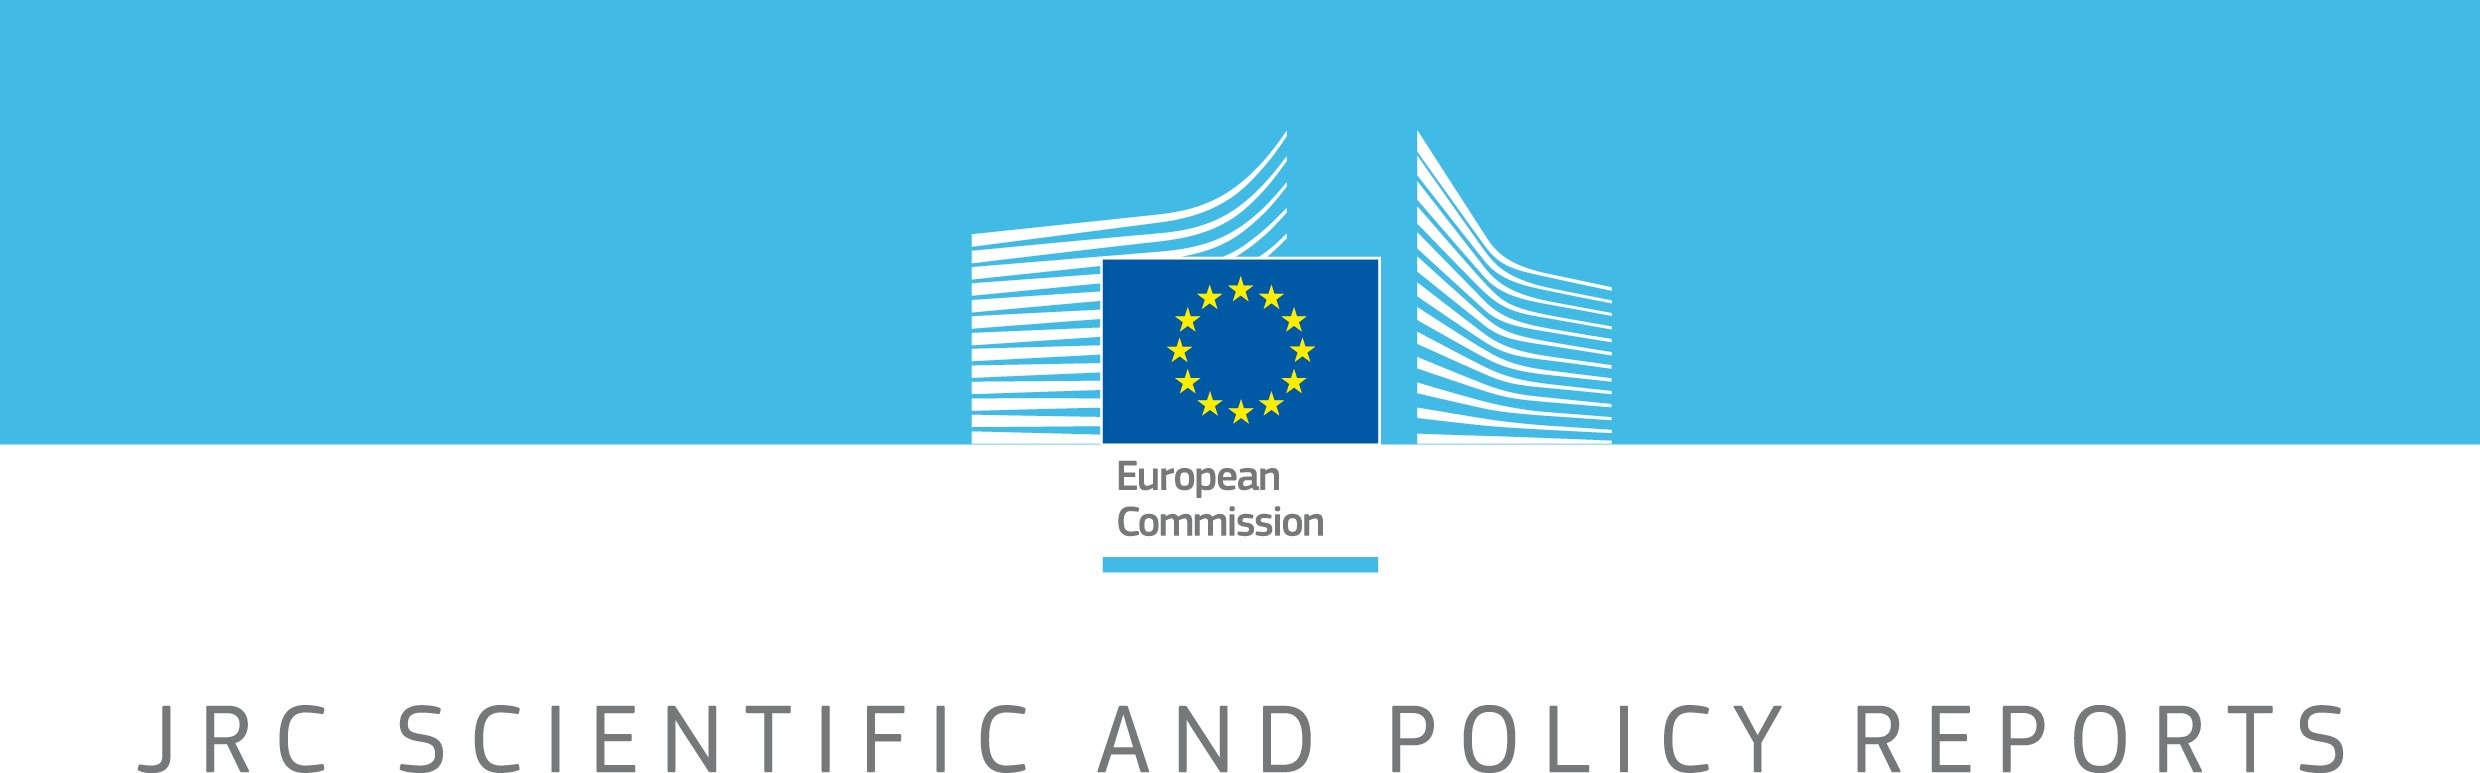 European
Commission
JRC SCIENTIFIC AND POLICY REPORTS